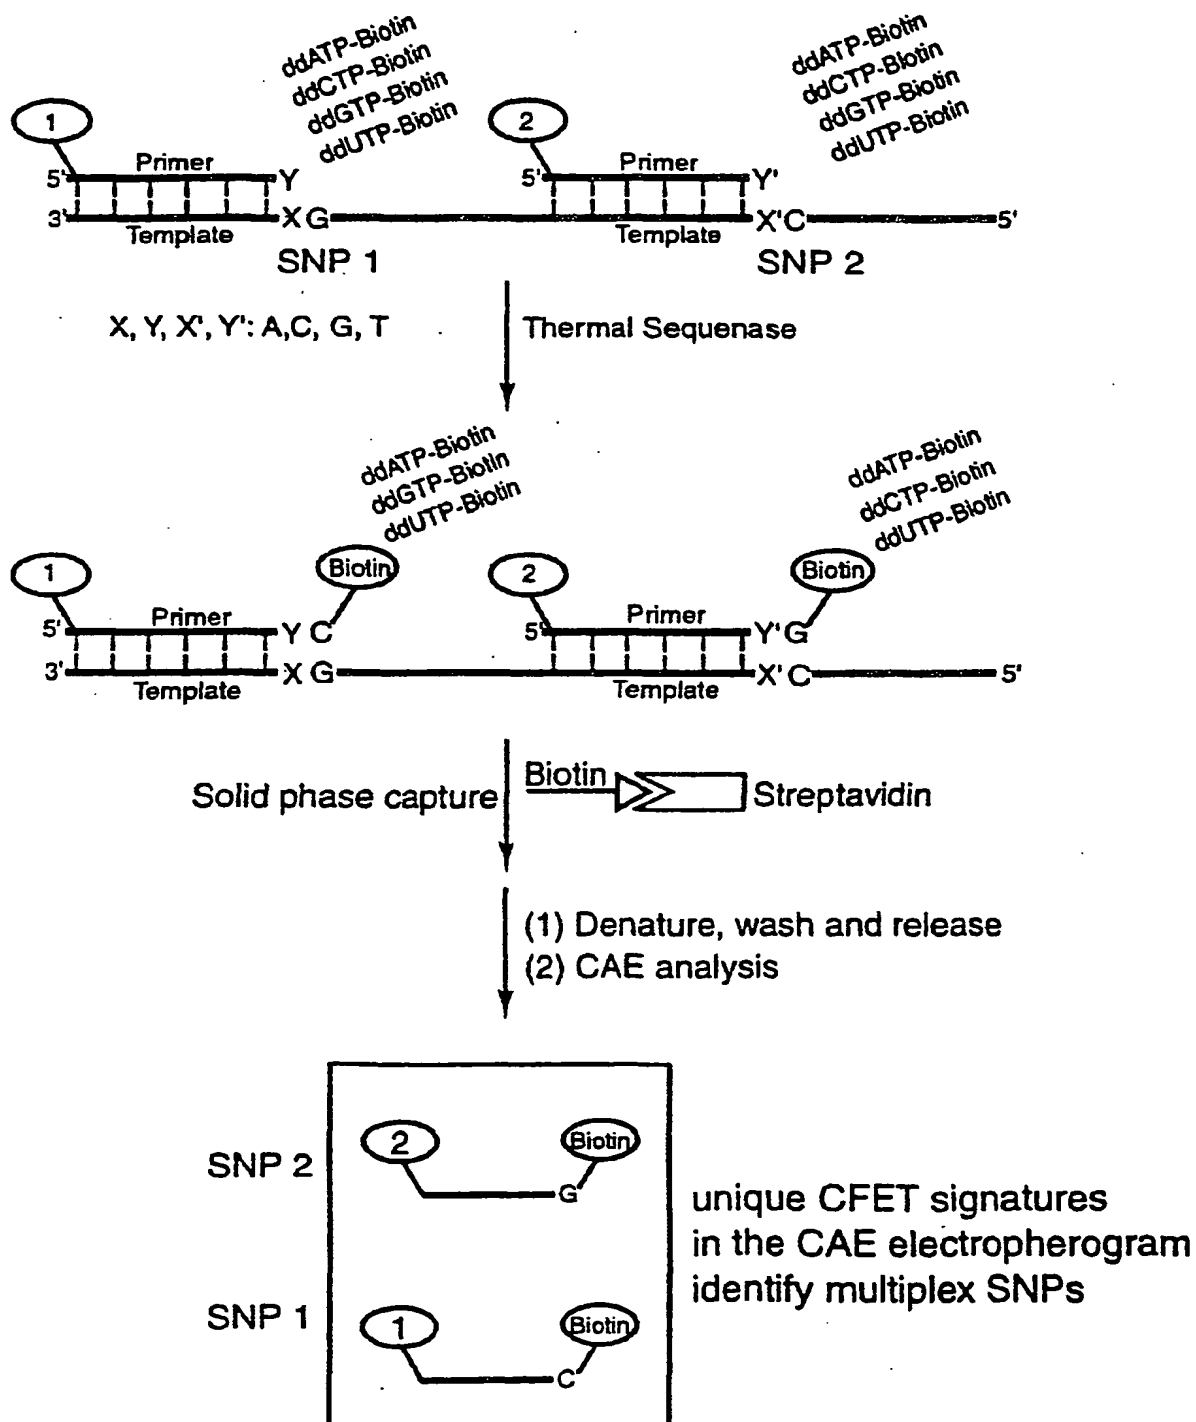 ddATP-Biotin
ddCTP-Biotin
ddGTP-Biotin
ddUTP-Biotin
ddATP-Biotin
ddCTP-Biotin
ddGTP-Biotin
ddUTP-Biotin
1
2
5' Primer Y
5' Primer Y'
3' X G
X' C 5'
Template
Template
SNP 1
SNP 2
X, Y, X', Y': A,C, G, T
Thermal Sequenase
ddATP-Biotin
ddGTP-Biotin
ddUTP-Biotin
ddATP-Biotin
ddCTP-Biotin
ddUTP-Biotin
1
Biotin
2
Biotin
5' Primer Y C
5' Primer Y' G
3' X G
X' C 5'
Template
Template
Solid phase capture
Biotin
Streptavidin
(1) Denature, wash and release
(2) CAE analysis
SNP 2
2
Biotin
G
SNP 1
1
Biotin
C
unique CFET signatures
in the CAE electropherogram
identify multiplex SNPs